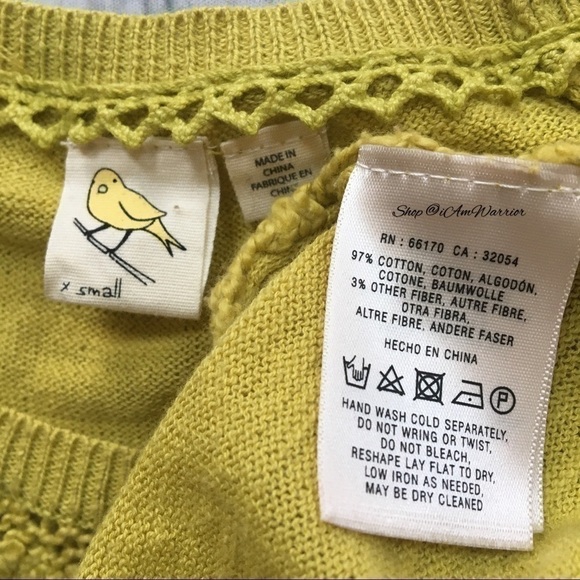 x small
MADE IN
CHINA
FABRIQUE EN
Shop @iAmWarrior
RN : 66170 CA : 32054
97% COTTON, COTON, ALGODÓN,
COTONE, BAUMWOLLE
3% OTHER FIBER, AUTRE FIBRE,
OTRA FIBRA,
ALTRE FIBRE, ANDERE FASER
HECHO EN CHINA
P
HAND WASH COLD SEPARATELY,
DO NOT WRING OR TWIST,
DO NOT BLEACH,
RESHAPE LAY FLAT TO DRY,
LOW IRON AS NEEDED,
MAY BE DRY CLEANED